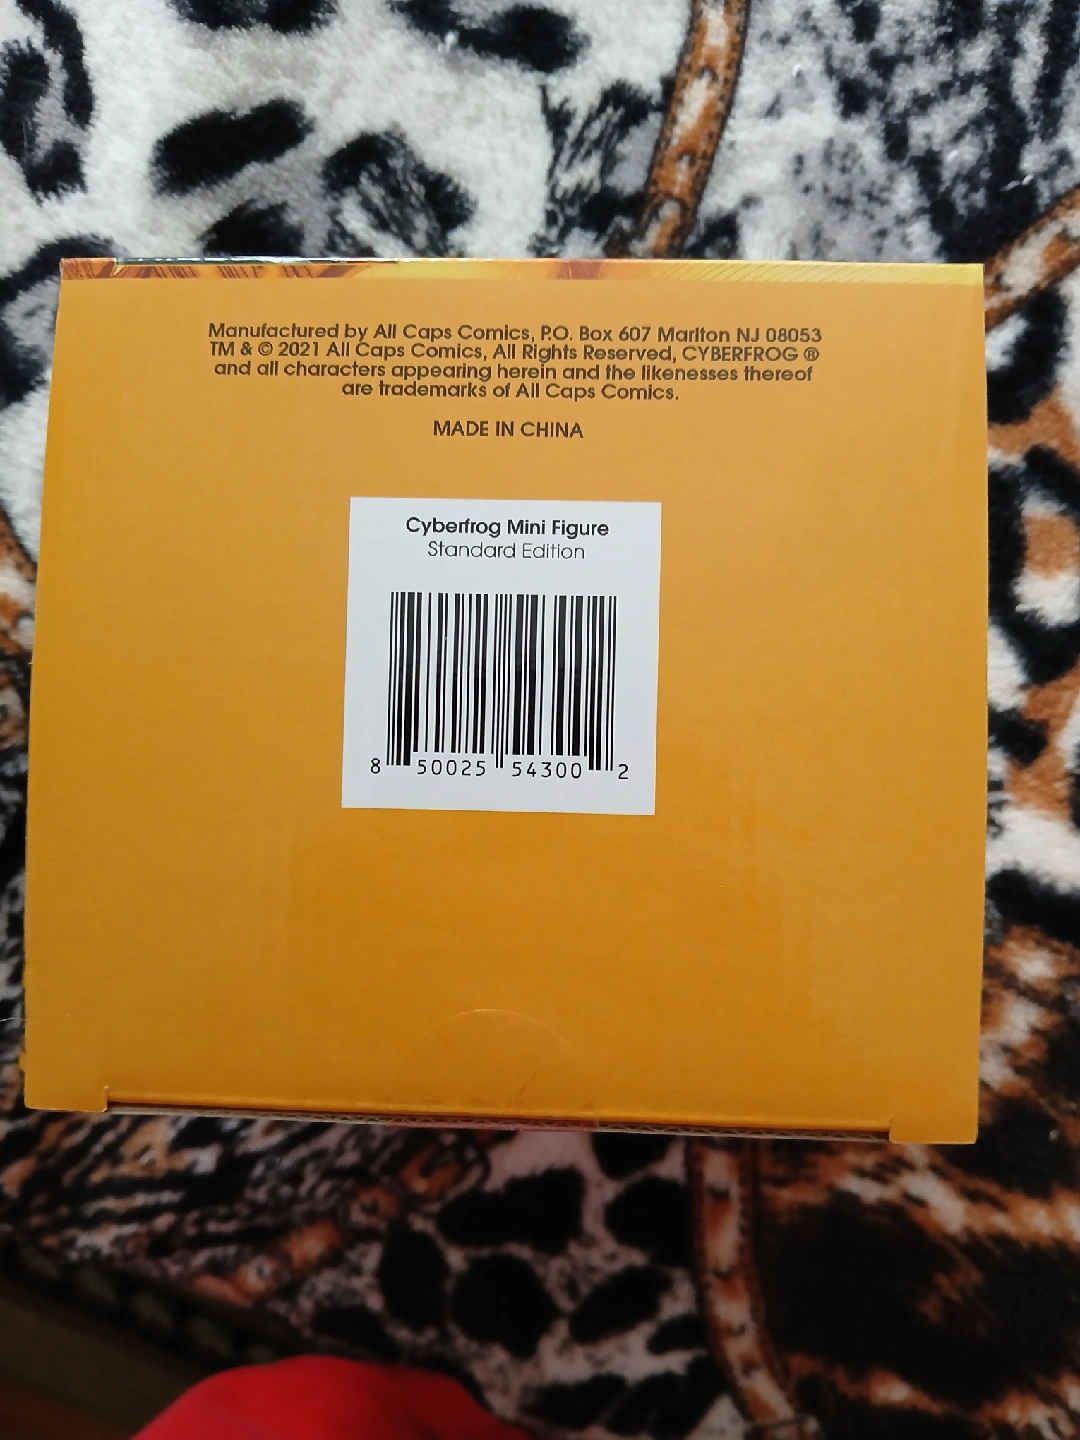 Manufactured by All Caps Comics, P.O. Box 607 Marlton NJ 08053
TM & © 2021 All Caps Comics, All Rights Reserved, CYBERFROG ®
and all characters appearing herein and the likenesses thereof
are trademarks of All Caps Comics.
MADE IN CHINA
Cyberfrog Mini Figure
Standard Edition
8 50025 54300 2